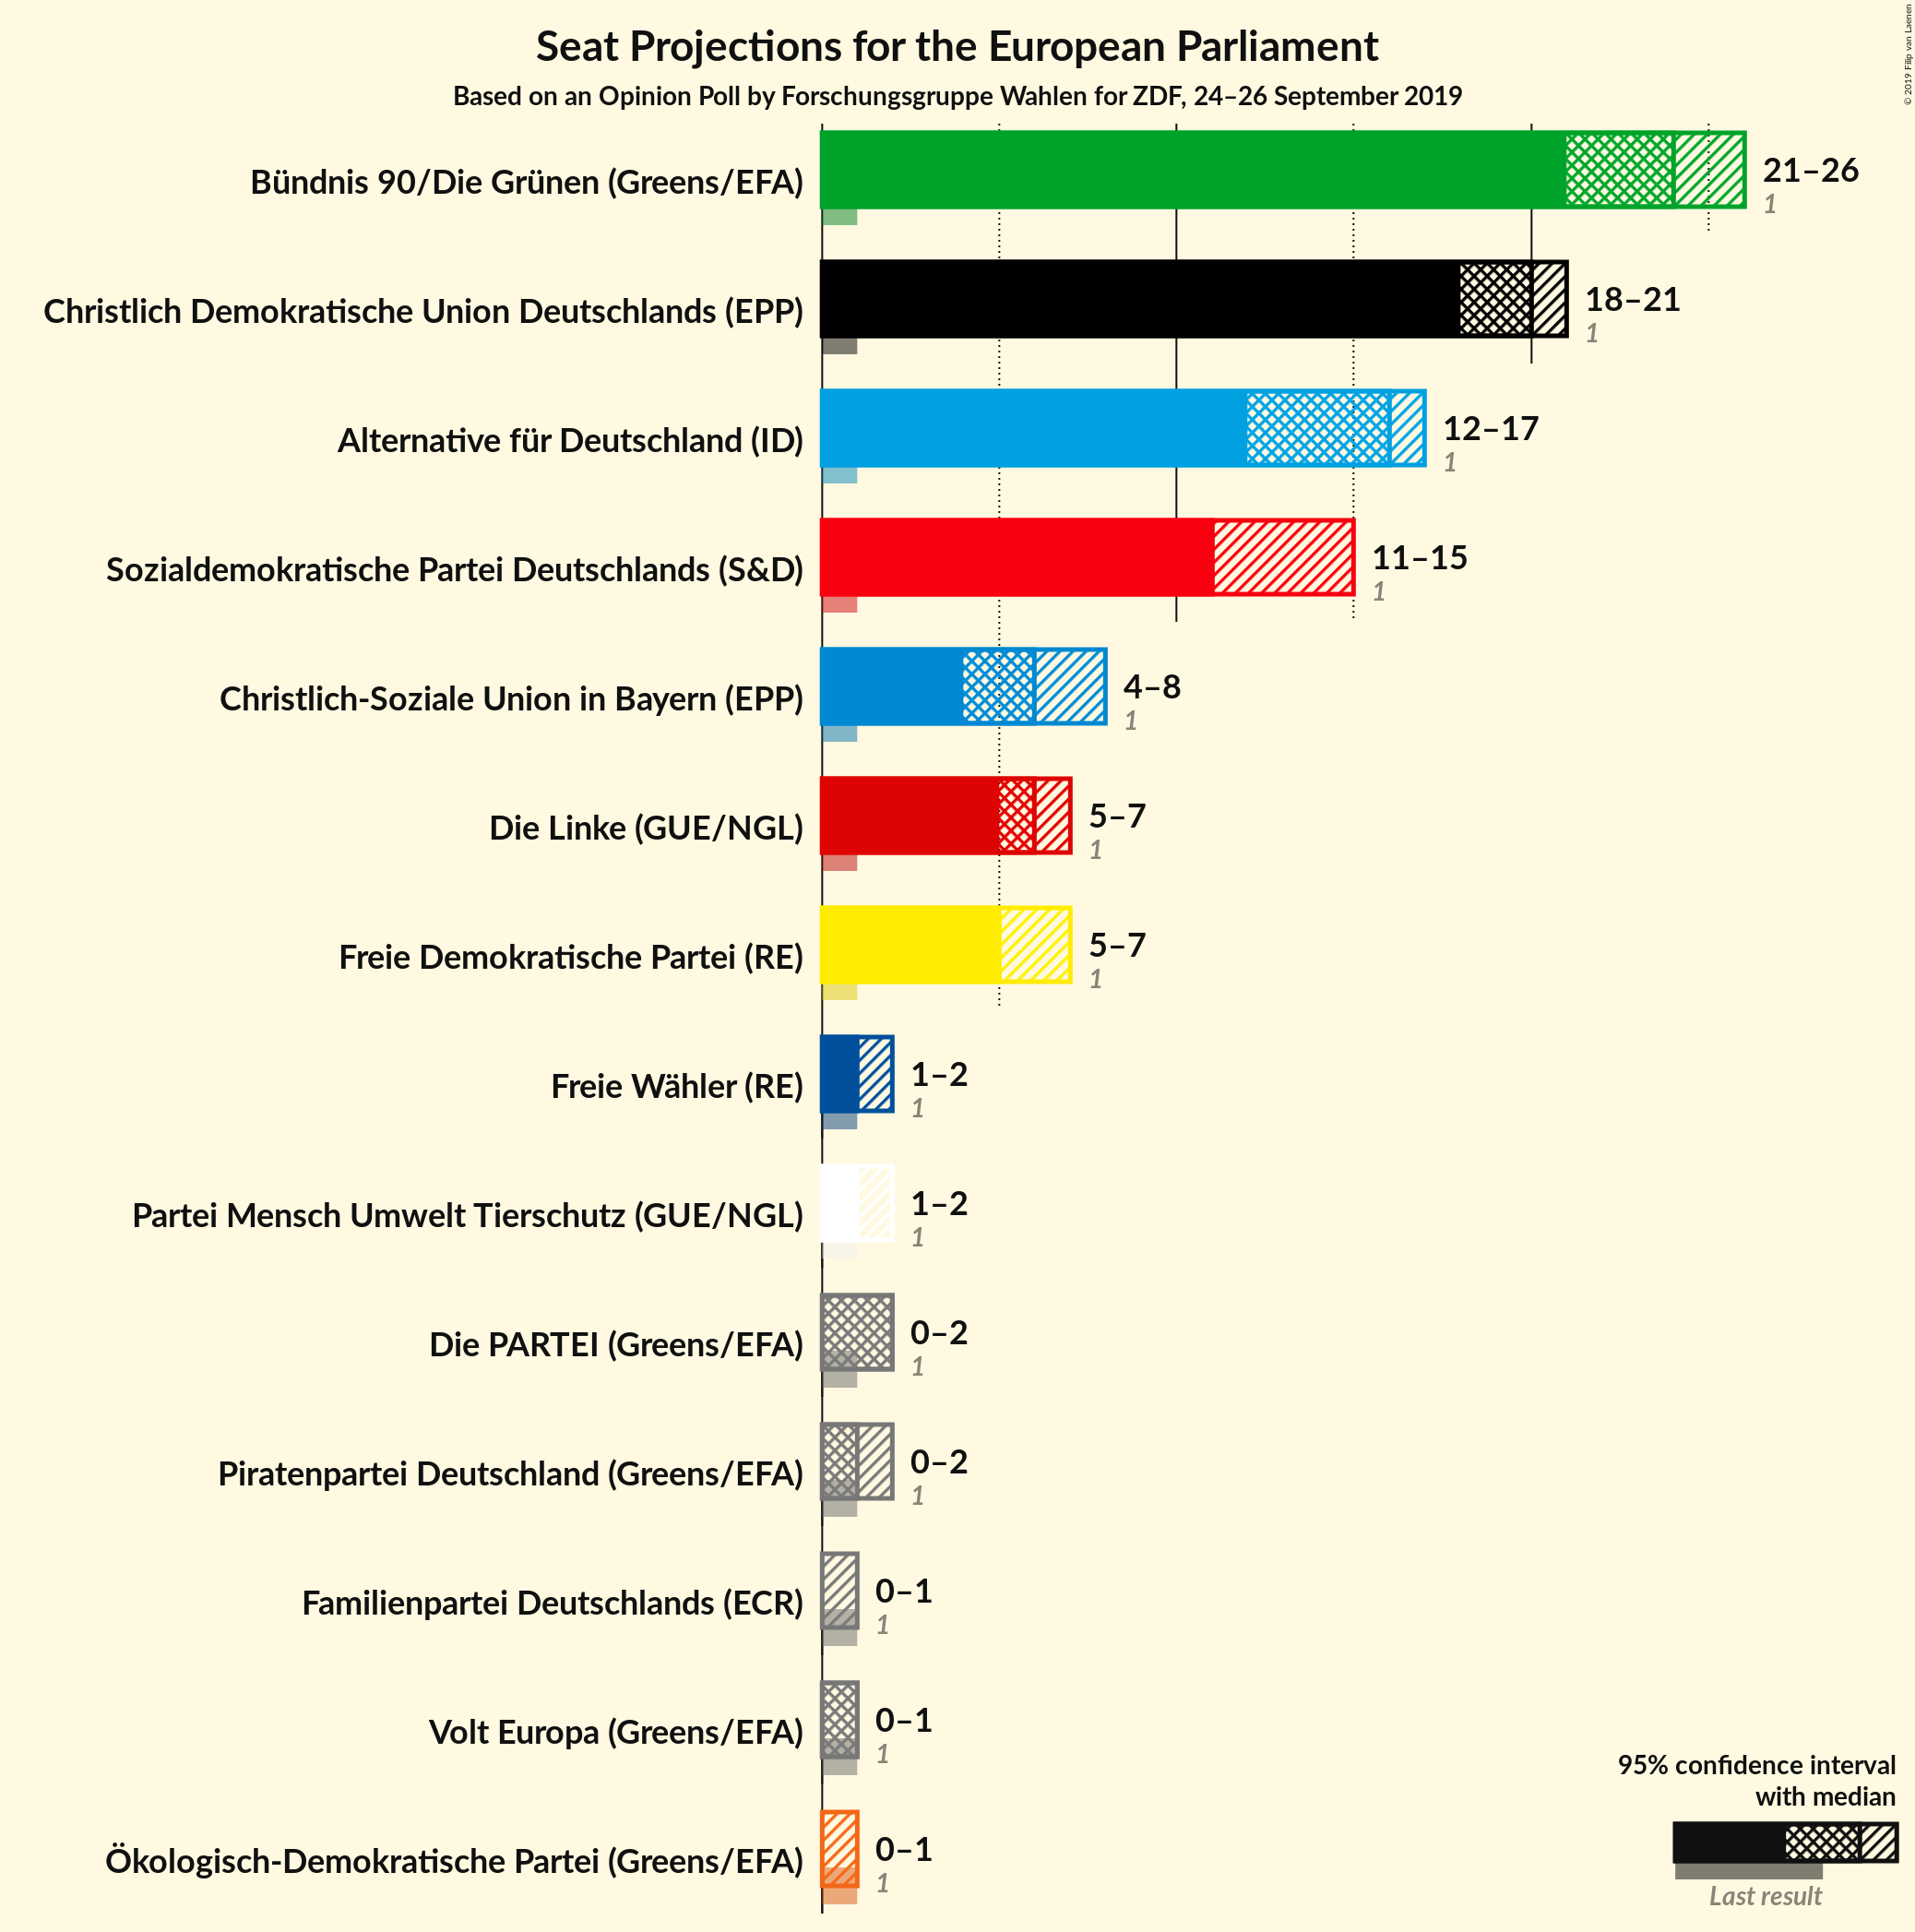 Seat Projections for the European Parliament
Based on an Opinion Poll by Forschungsgruppe Wahlen for ZDF, 24–26 September 2019
© 2019 Filip van Laenen
Bündnis 90/Die Grünen (Greens/EFA)
21–26
1
Christlich Demokratische Union Deutschlands (EPP)
18–21
1
Alternative für Deutschland (ID)
12–17
1
Sozialdemokratische Partei Deutschlands (S&D)
11–15
1
Christlich-Soziale Union in Bayern (EPP)
4–8
1
Die Linke (GUE/NGL)
5–7
1
Freie Demokratische Partei (RE)
5–7
1
Freie Wähler (RE)
1–2
1
Partei Mensch Umwelt Tierschutz (GUE/NGL)
1–2
1
Die PARTEI (Greens/EFA)
0–2
1
Piratenpartei Deutschland (Greens/EFA)
0–2
1
Familienpartei Deutschlands (ECR)
0–1
1
Volt Europa (Greens/EFA)
0–1
1
Ökologisch-Demokratische Partei (Greens/EFA)
0–1
1
95% confidence interval
with median
Last result